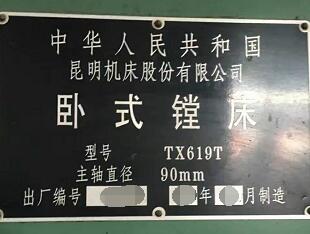 中华人民共和国
昆明机床股份有限公司
卧式镗床
型号 TX619T
主轴直径 90mm
出厂编号 年 月制造